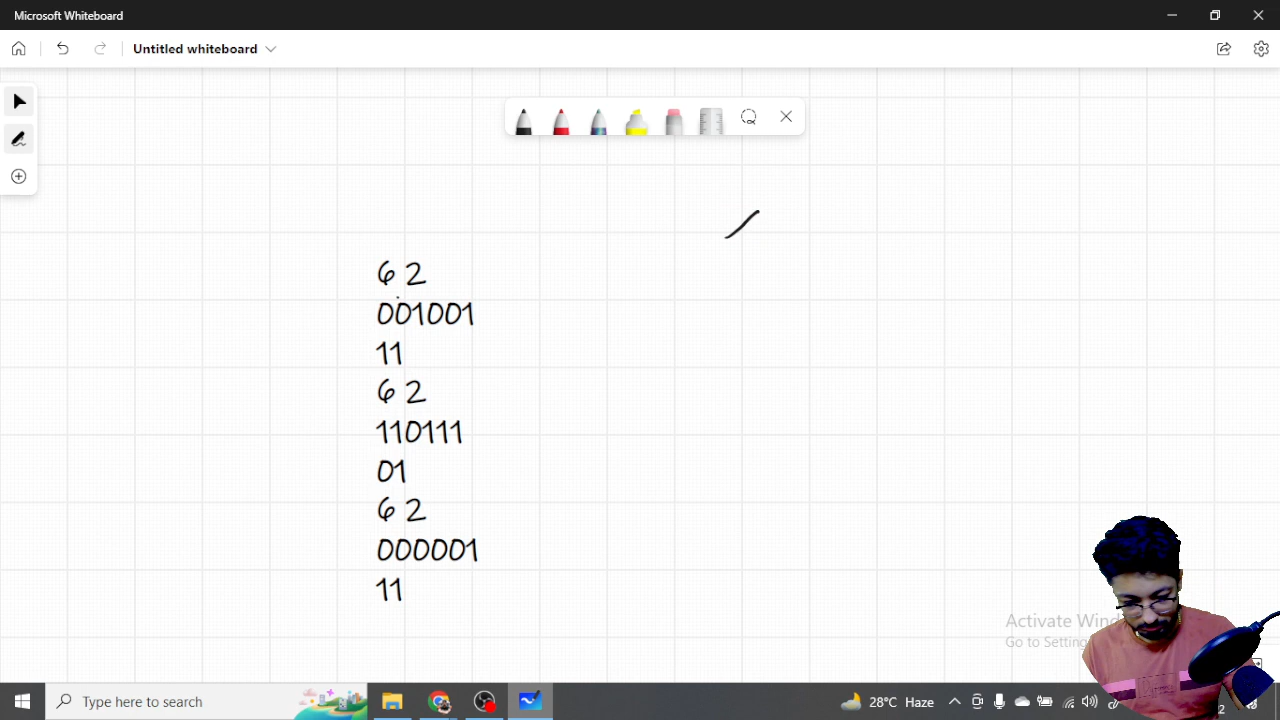 Microsoft Whiteboard
Untitled whiteboard
6 2
001001
11
6 2
110111
01
6 2
000001
11
Activate Wind
Go to Setting
Type here to search
28°C Haze